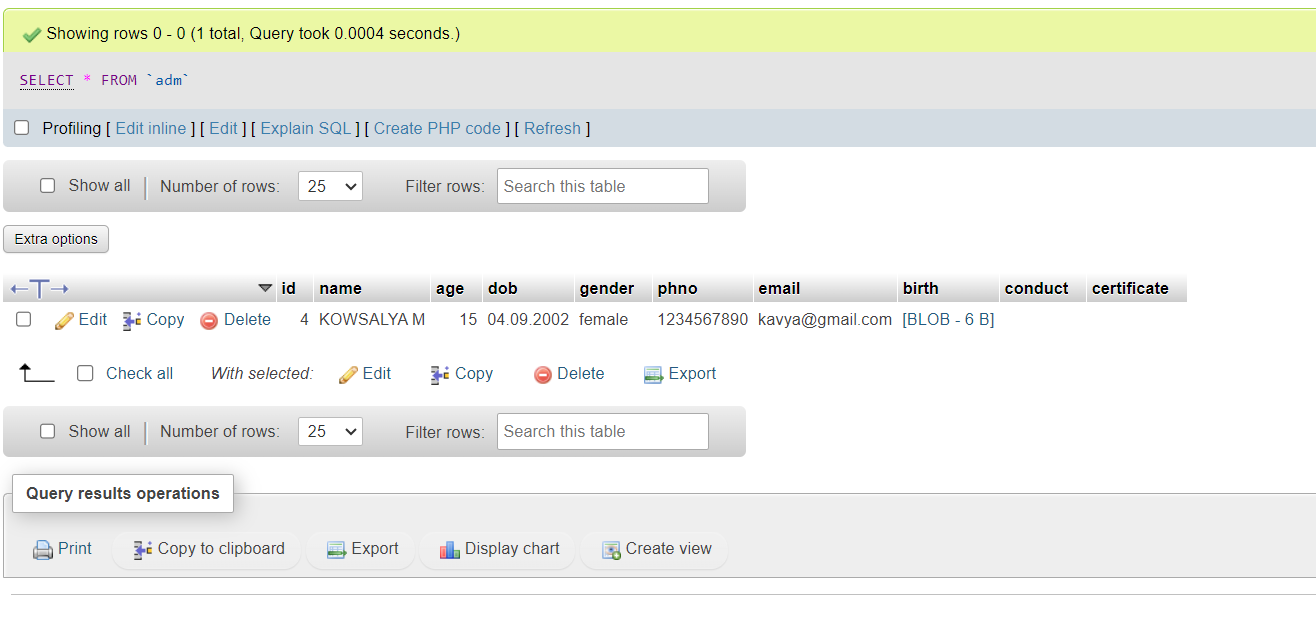 Showing rows 0 - 0 (1 total, Query took 0.0004 seconds.)
SELECT * FROM `adm`
Profiling [ Edit inline ] [ Edit ] [ Explain SQL ] [ Create PHP code ] [ Refresh ]
Show all Number of rows: 25 Filter rows: Search this table
Extra options
←T→ id name age dob gender phno email birth conduct certificate
Edit Copy Delete 4 KOWSALYA M 15 04.09.2002 female 1234567890 kavya@gmail.com [BLOB - 6 B]
Check all With selected: Edit Copy Delete Export
Show all Number of rows: 25 Filter rows: Search this table
Query results operations
Print Copy to clipboard Export Display chart Create view